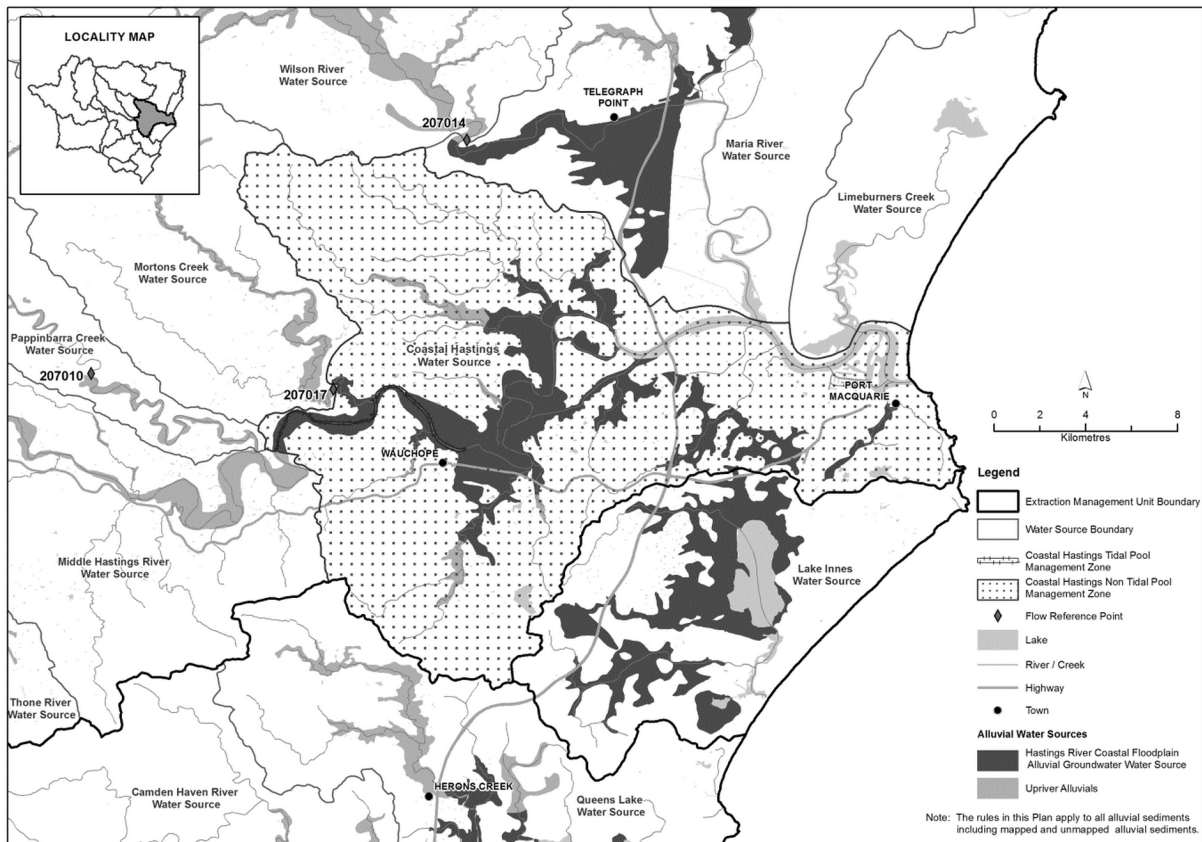 LOCALITY MAP
Wilson River
Water Source
TELEGRAPH
POINT
207014
Maria River
Water Source
Limeburners Creek
Water Source
Mortons Creek
Water Source
Pappinbarra Creek
Water Source
207010
Coastal Hastings
Water Source
207017
PORT
MACQUARIE
WAUCHOPE
Middle Hastings River
Water Source
Lake Innes
Water Source
Thone River
Water Source
Camden Haven River
Water Source
HERONS CREEK
Queens Lake
Water Source
N
0 2 4 8
Kilometres
Legend
Extraction Management Unit Boundary
Water Source Boundary
Coastal Hastings Tidal Pool
Management Zone
Coastal Hastings Non Tidal Pool
Management Zone
Flow Reference Point
Lake
River / Creek
Highway
Town
Alluvial Water Sources
Hastings River Coastal Floodplain
Alluvial Groundwater Water Source
Upriver Alluvials
Note: The rules in this Plan apply to all alluvial sediments
including mapped and unmapped alluvial sediments.